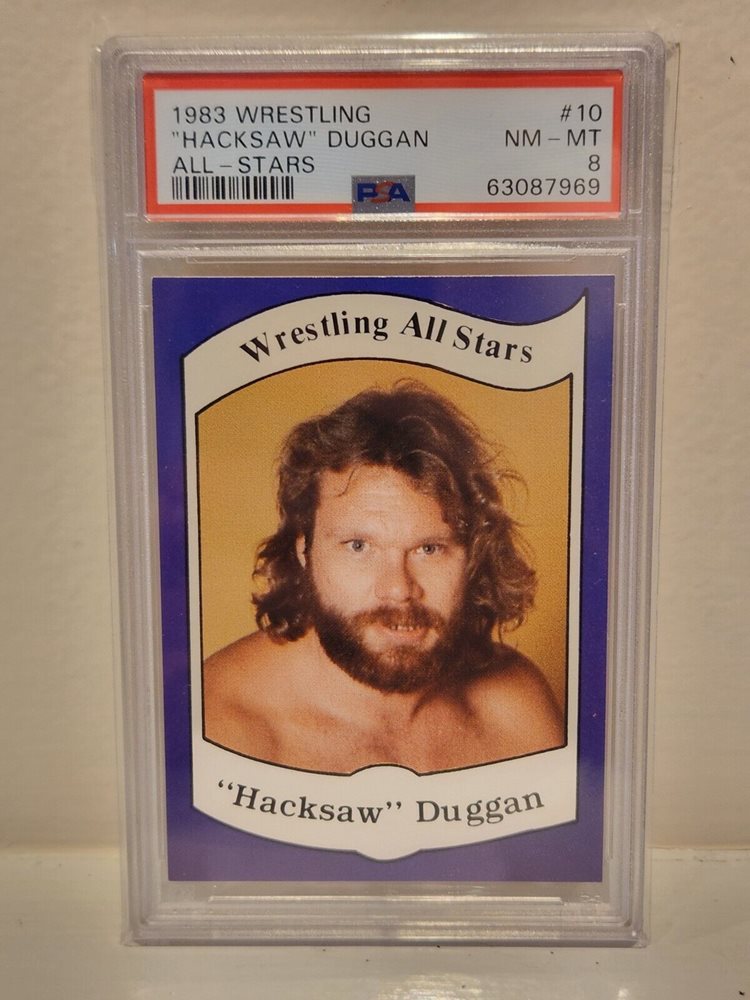 1983 WRESTLING #10
"HACKSAW" DUGGAN NM - MT
ALL - STARS 8
PSA 63087969
Wrestling All Stars
“Hacksaw” Duggan